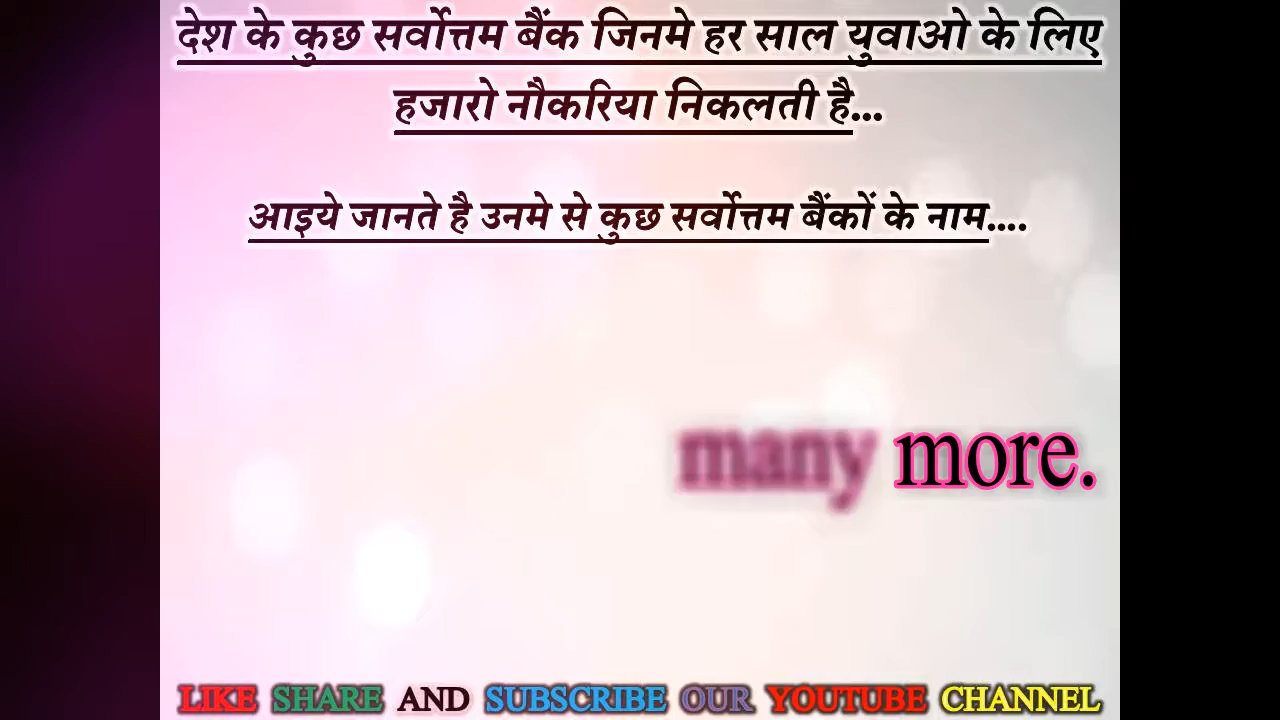 देश के कुछ सर्वोत्तम बैंक जिनमे हर साल युवाओ के लिए
हजारो नौकरिया निकलती है...
आइये जानते है उनमे से कुछ सर्वोत्तम बैंकों के नाम....
many more.
LIKE SHARE AND SUBSCRIBE OUR YOUTUBE CHANNEL